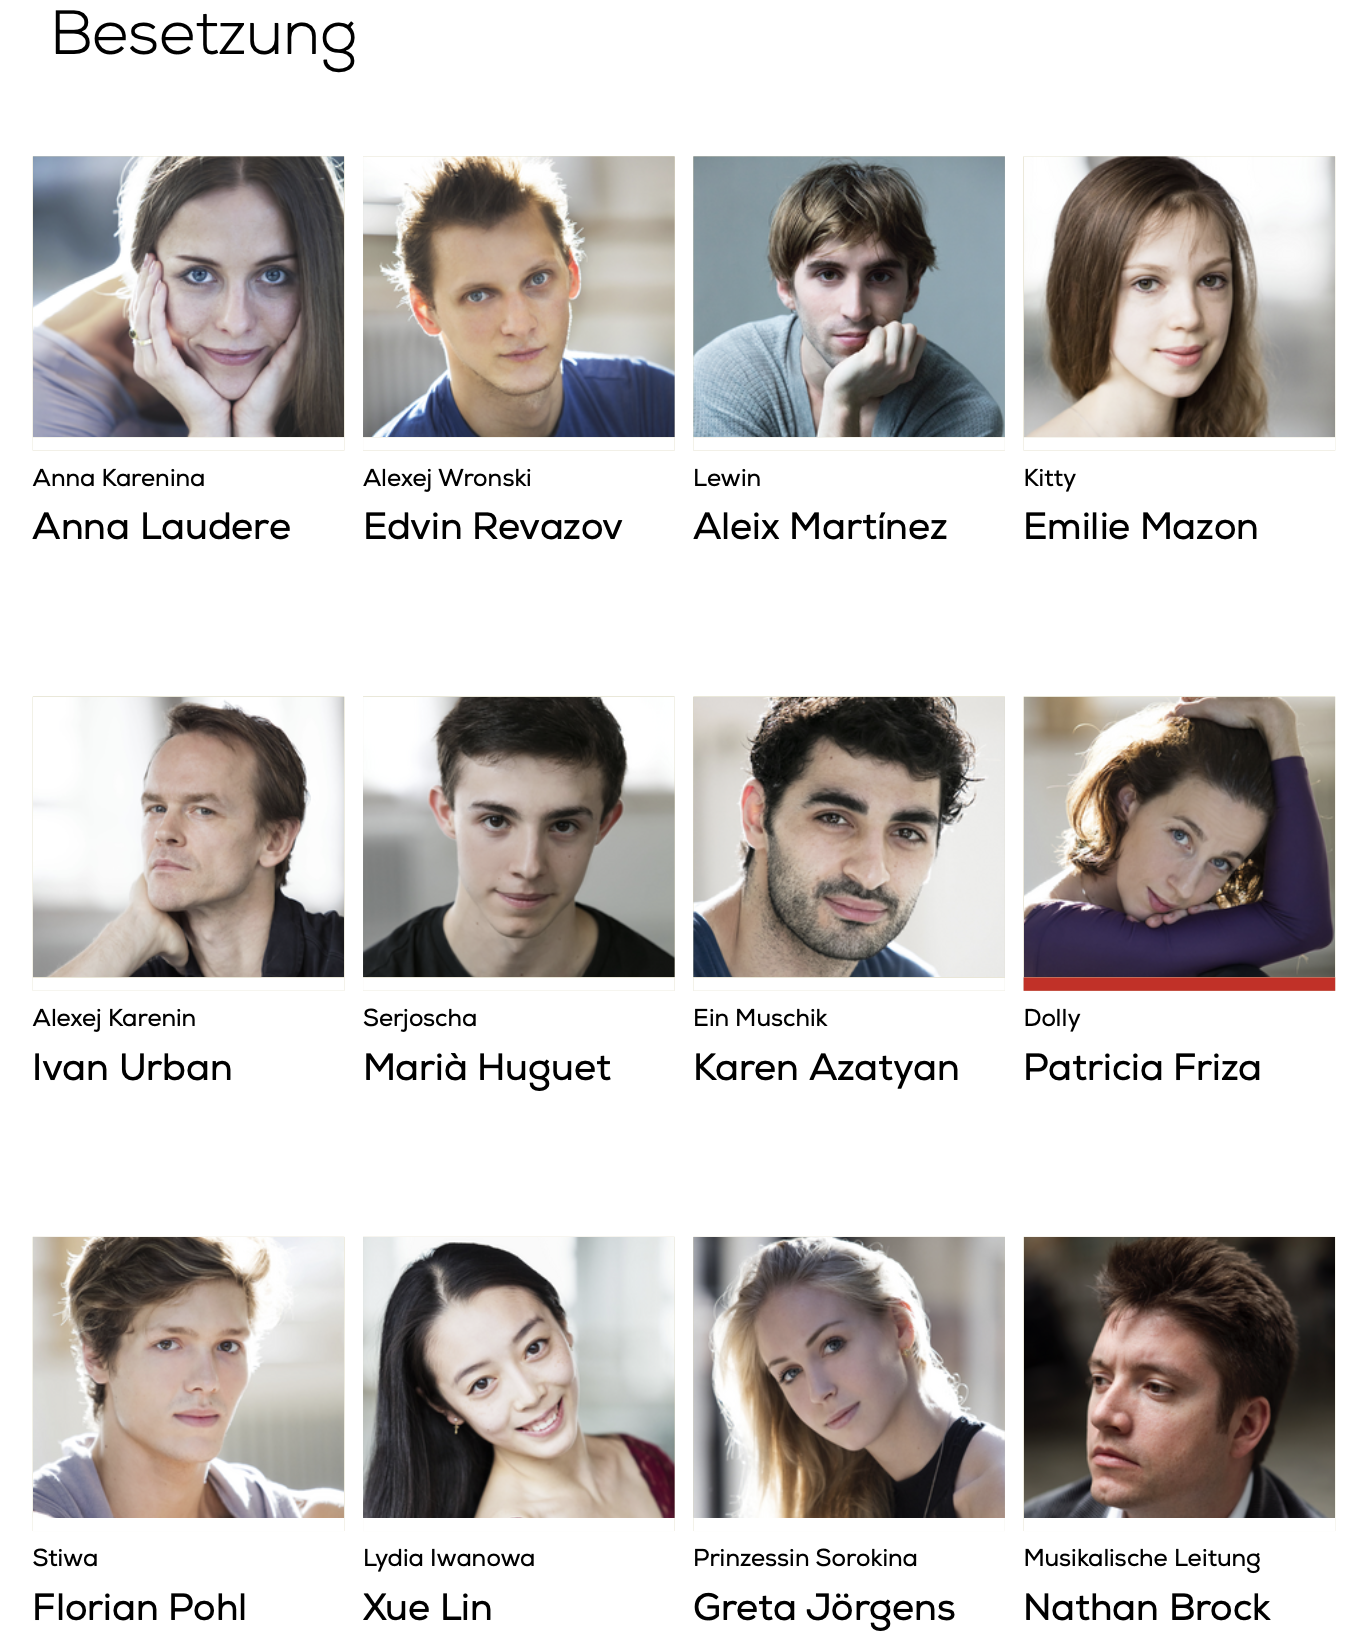 Besetzung
Anna Karenina
Anna Laudere
Alexej Wronski
Edvin Revazov
Lewin
Aleix Martínez
Kitty
Emilie Mazon
Alexej Karenin
Ivan Urban
Serjoscha
Marià Huguet
Ein Muschik
Karen Azatyan
Dolly
Patricia Friza
Stiwa
Florian Pohl
Lydia Iwanowa
Xue Lin
Prinzessin Sorokina
Greta Jörgens
Musikalische Leitung
Nathan Brock